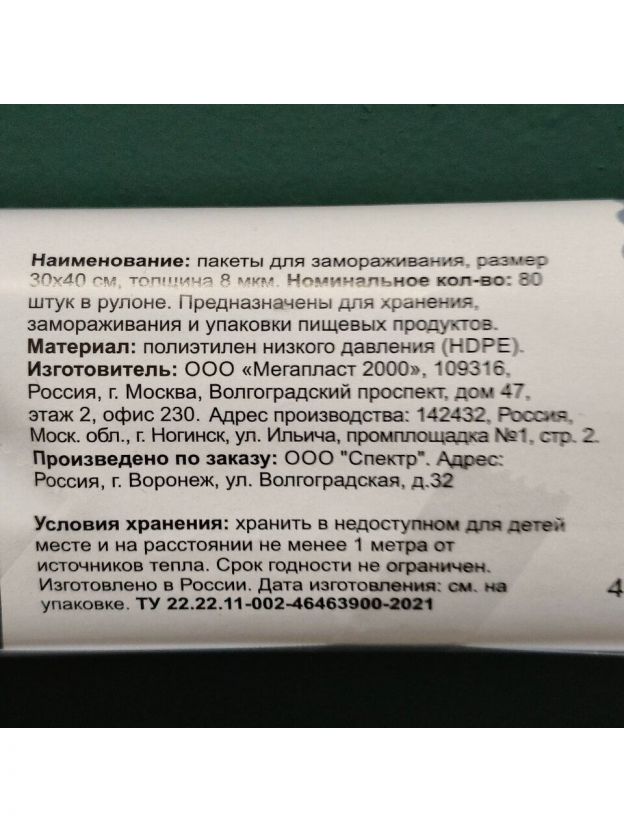 Наименование: пакеты для замораживания, размер
30х40 см, толщина 8 мкм. Номинальное кол-во: 80
штук в рулоне. Предназначены для хранения,
замораживания и упаковки пищевых продуктов.
Материал: полиэтилен низкого давления (HDPE).
Изготовитель: ООО «Мегапласт 2000», 109316,
Россия, г. Москва, Волгоградский проспект, дом 47,
этаж 2, офис 230. Адрес производства: 142432, Россия,
Моск. обл., г. Ногинск, ул. Ильича, промплощадка №1, стр. 2.
Произведено по заказу: ООО "Спектр". Адрес:
Россия, г. Воронеж, ул. Волгоградская, д.32
Условия хранения: хранить в недоступном для детей
месте и на расстоянии не менее 1 метра от
источников тепла. Срок годности не ограничен.
Изготовлено в России. Дата изготовления: см. на
упаковке. ТУ 22.22.11-002-46463900-2021
4